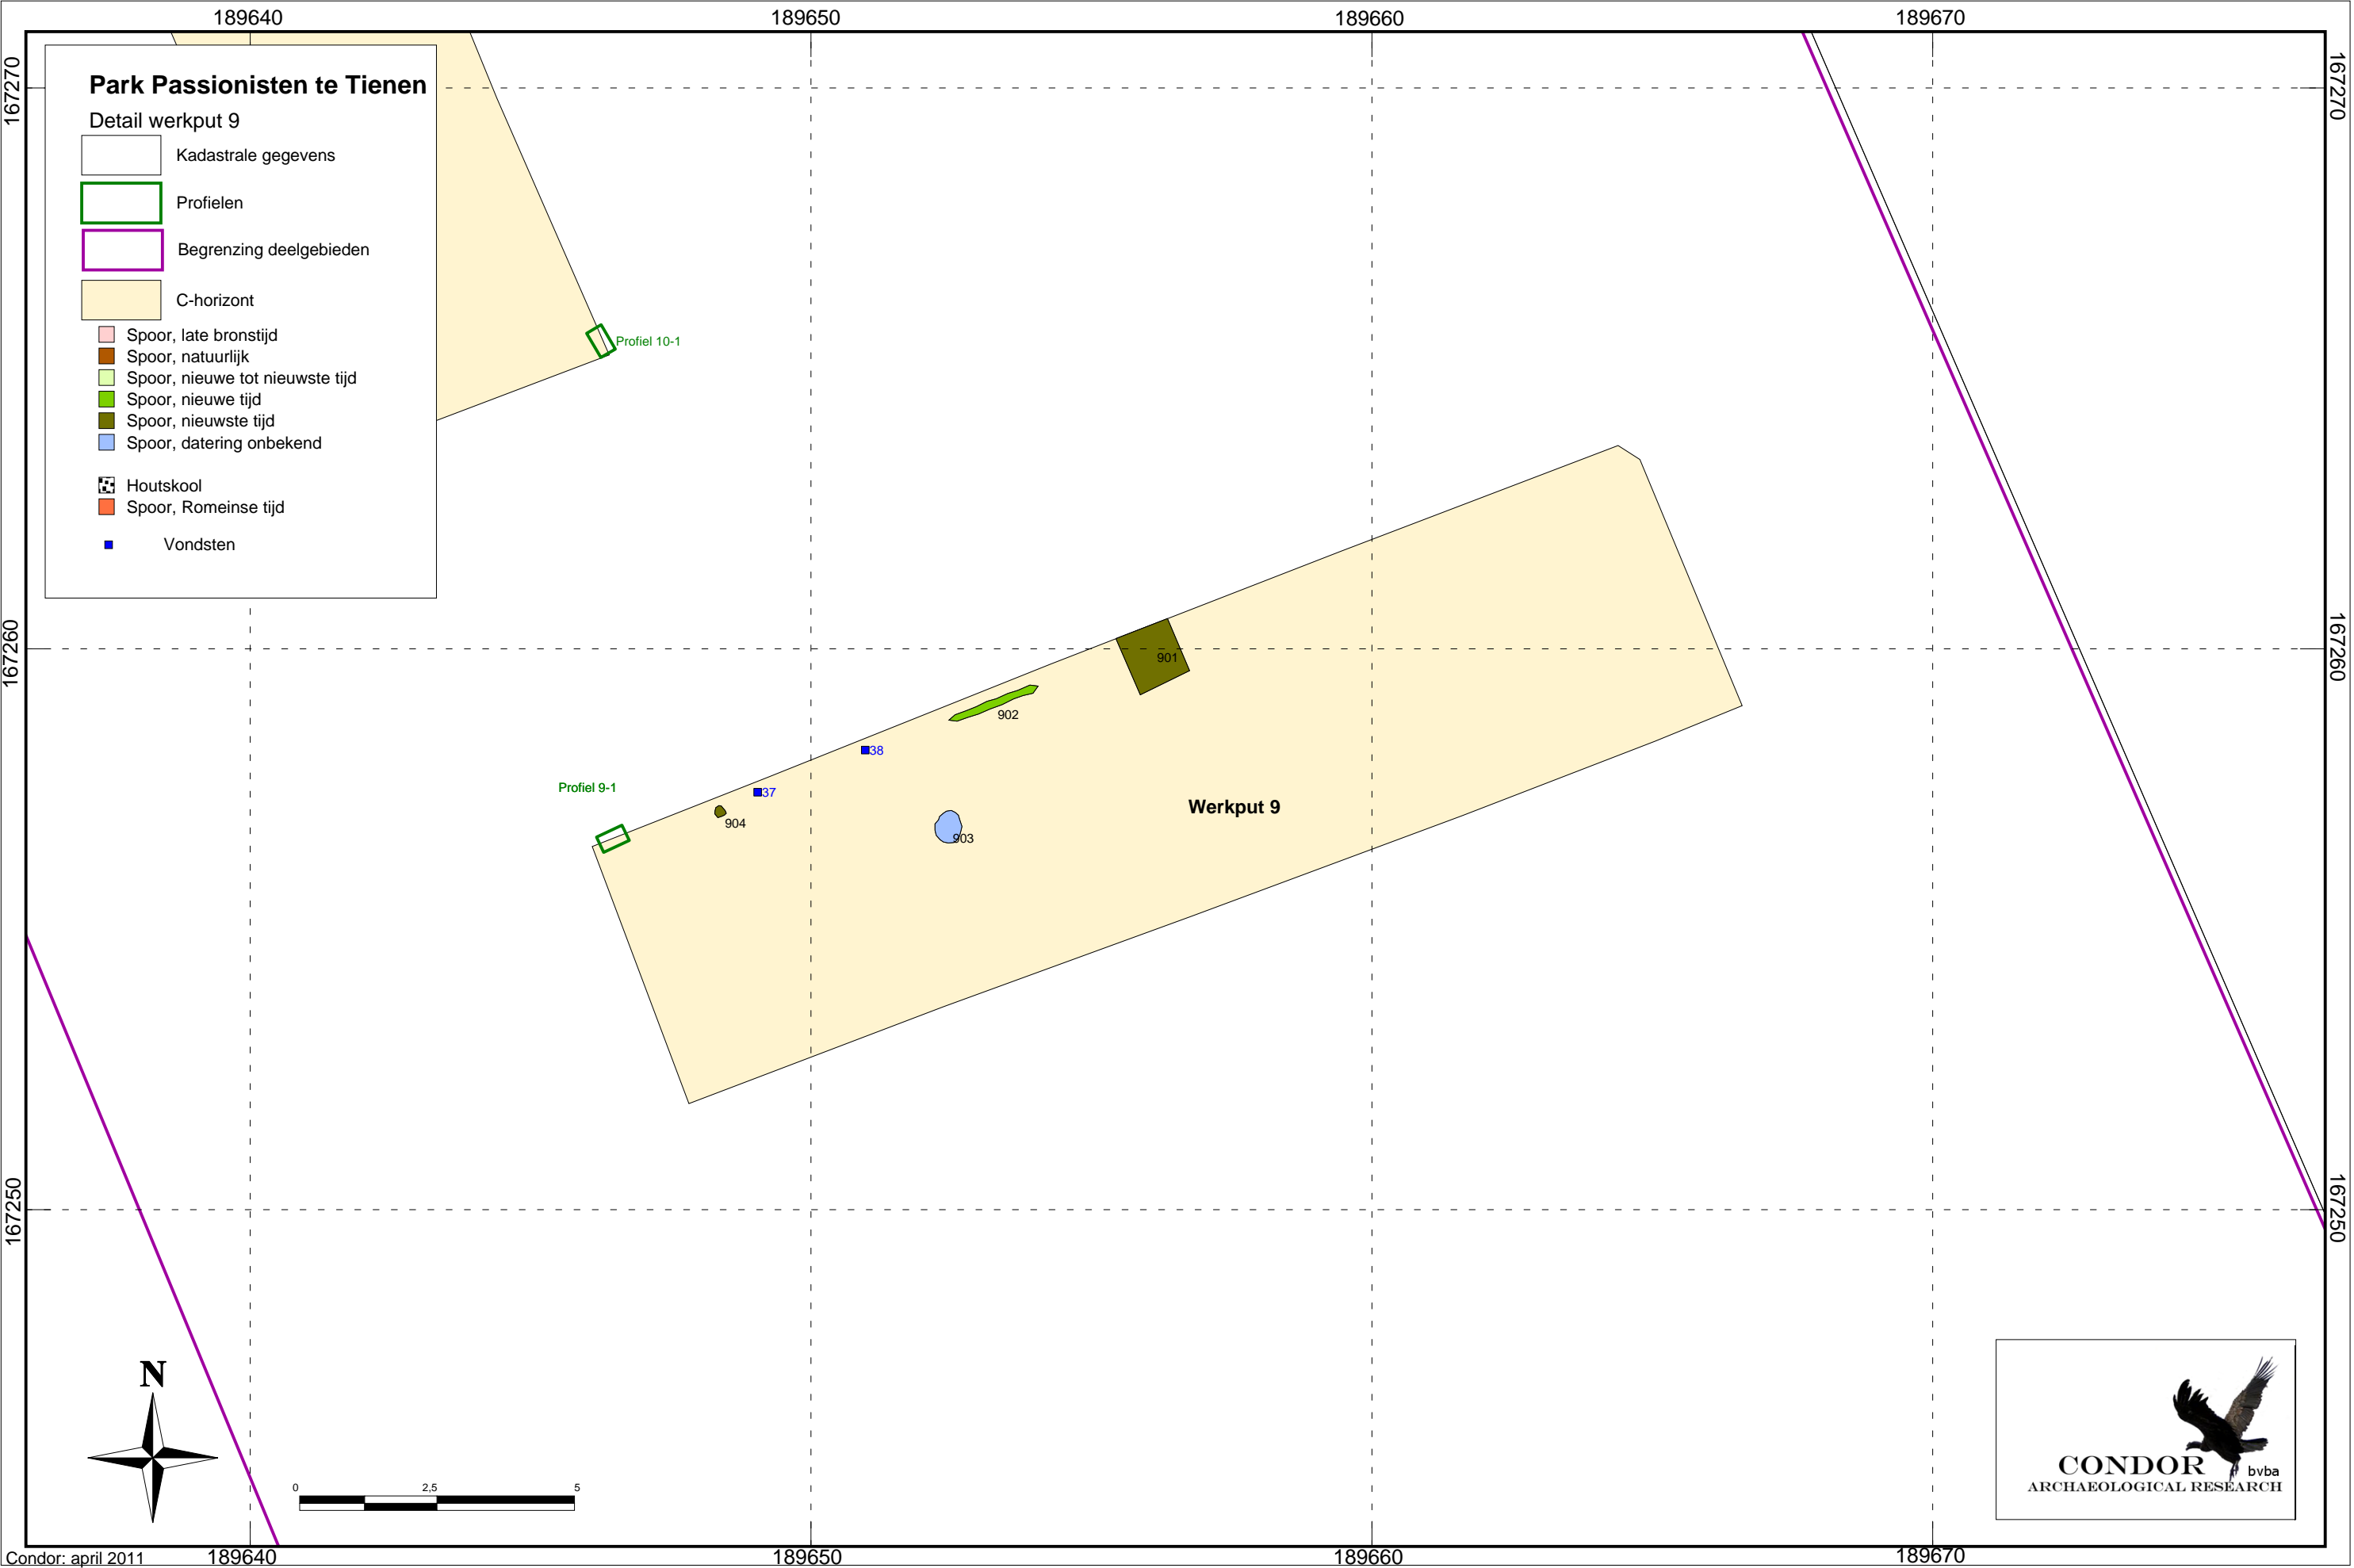 189640 189650 189660 189670
167270
167270
Park Passionisten te Tienen
Detail werkput 9
Kadastrale gegevens
Profielen
Begrenzing deelgebieden
C-horizont
Spoor, late bronstijd
Spoor, natuurlijk
Spoor, nieuwe tot nieuwste tijd
Spoor, nieuwe tijd
Spoor, nieuwste tijd
Spoor, datering onbekend
Houtskool
Spoor, Romeinse tijd
Vondsten
Profiel 10-1
167260
167260
901
902
38
Profiel 9-1
37
904
903
Werkput 9
167250
167250
N
0 2,5 5
CONDOR bvba
ARCHAEOLOGICAL RESEARCH
Condor: april 2011
189640 189650 189660 189670